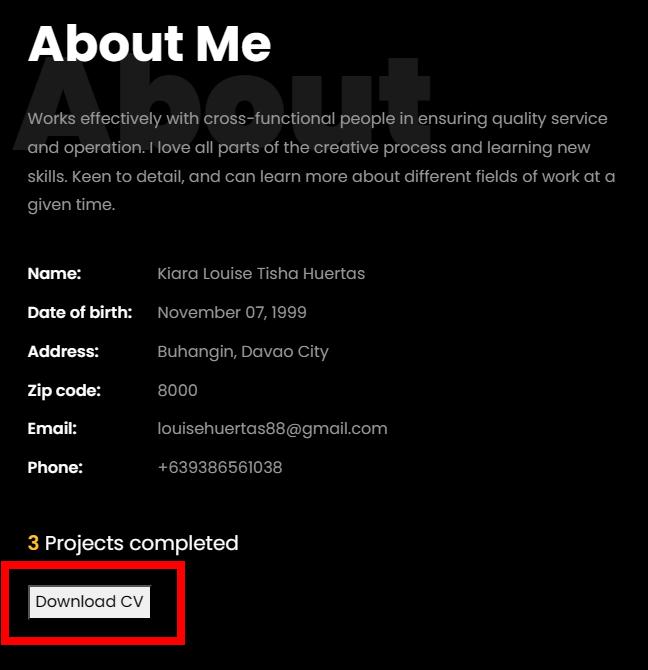 About Me
About
Works effectively with cross-functional people in ensuring quality service
and operation. I love all parts of the creative process and learning new
skills. Keen to detail, and can learn more about different fields of work at a
given time.
Name: Kiara Louise Tisha Huertas
Date of birth: November 07, 1999
Address: Buhangin, Davao City
Zip code: 8000
Email: louisehuertas88@gmail.com
Phone: +639386561038
3 Projects completed
Download CV